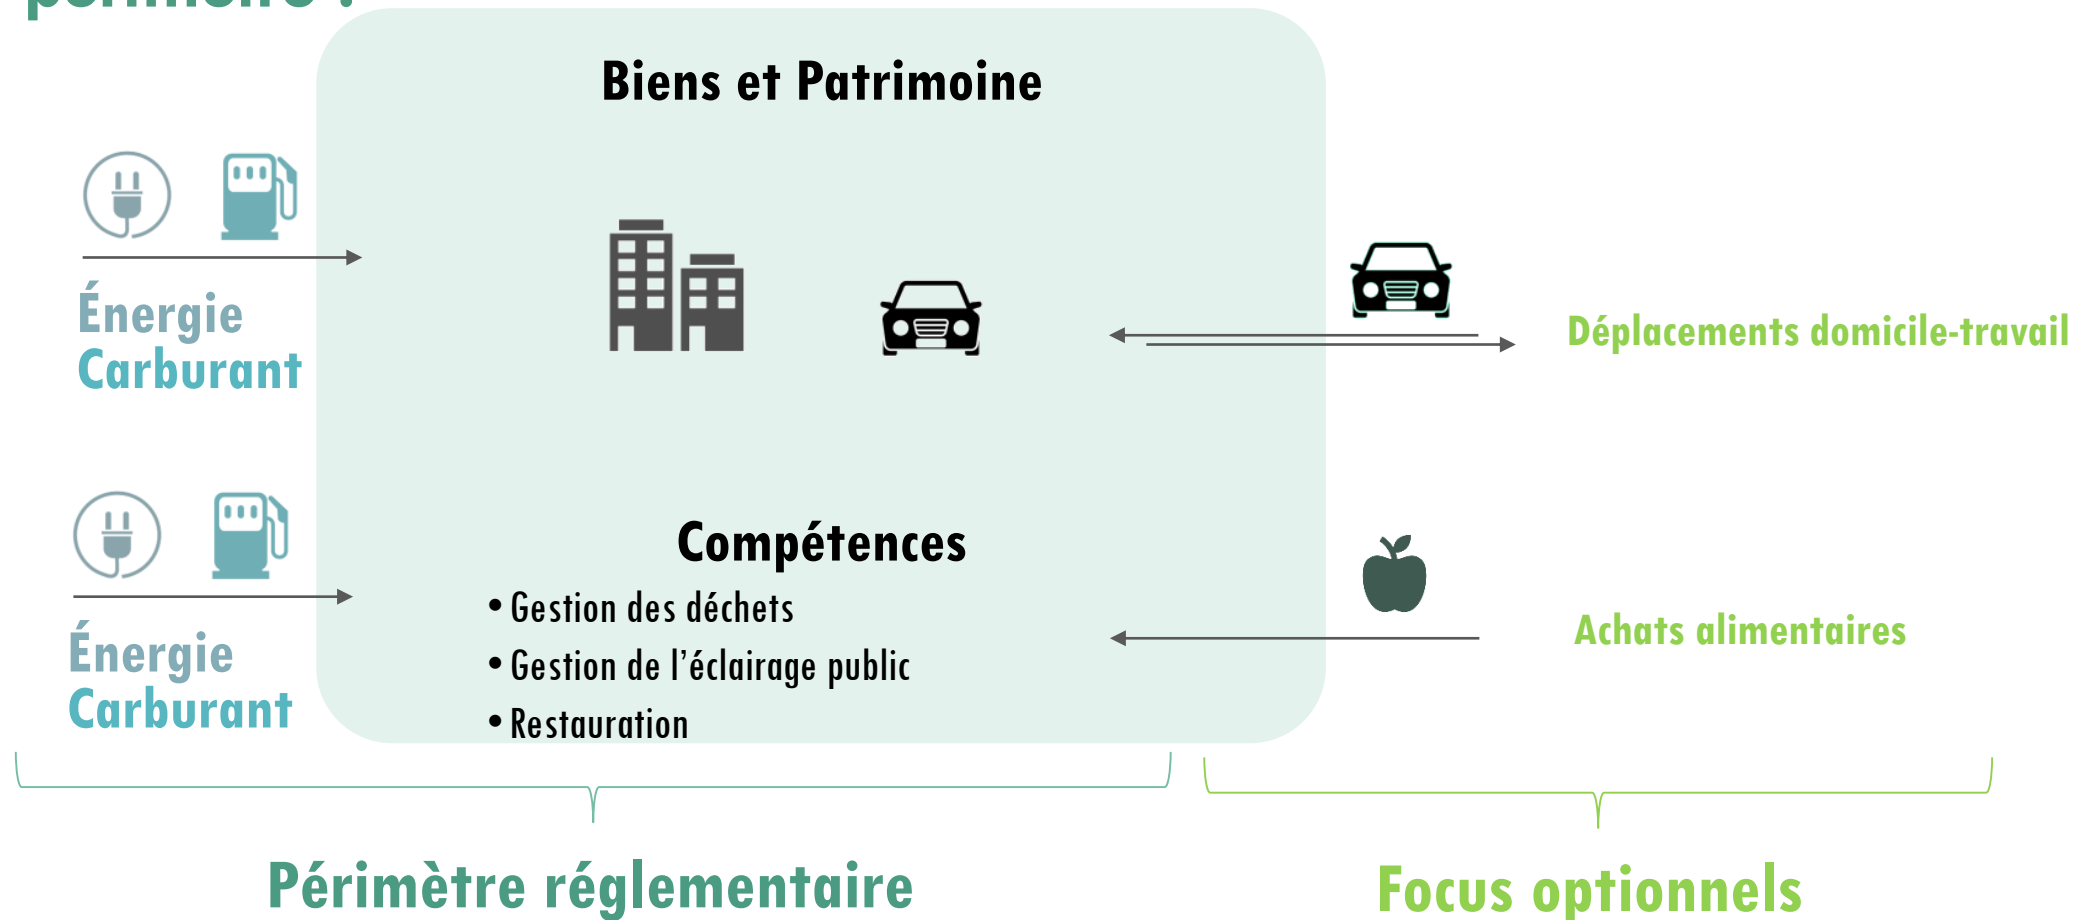 Biens et Patrimoine
Énergie
Carburant
Déplacements domicile-travail
Compétences
• Gestion des déchets
• Gestion de l’éclairage public
• Restauration
Énergie
Carburant
Achats alimentaires
Périmètre réglementaire
Focus optionnels